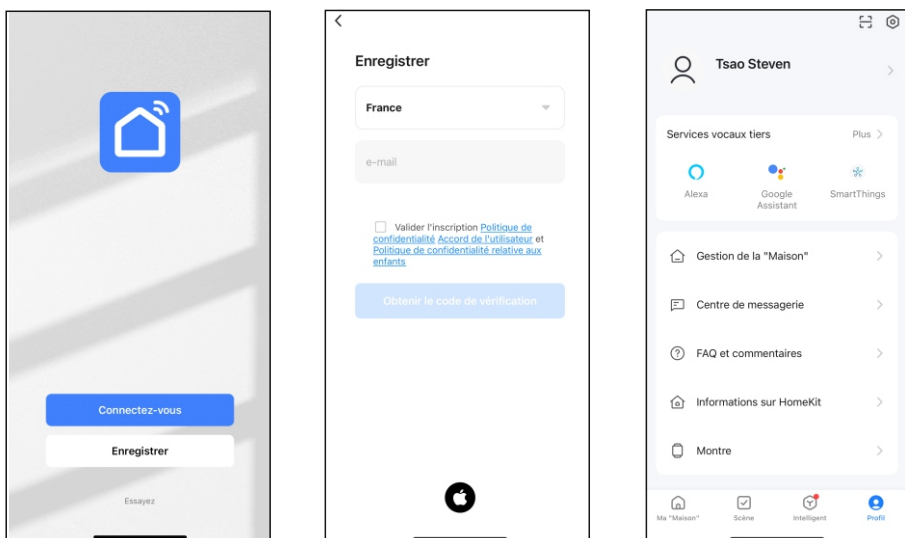 Connectez-vous
Enregistrer
Essayez
Enregistrer
France
e-mail
Valider l'inscription Politique de
confidentialité Accord de l'utilisateur et
Politique de confidentialité relative aux
enfants
Obtenir le code de vérification
Tsao Steven
Services vocaux tiers Plus
Alexa
Google
Assistant
SmartThings
Gestion de la "Maison"
Centre de messagerie
FAQ et commentaires
Informations sur HomeKit
Montre
Ma "Maison" Scène Intelligent Profil